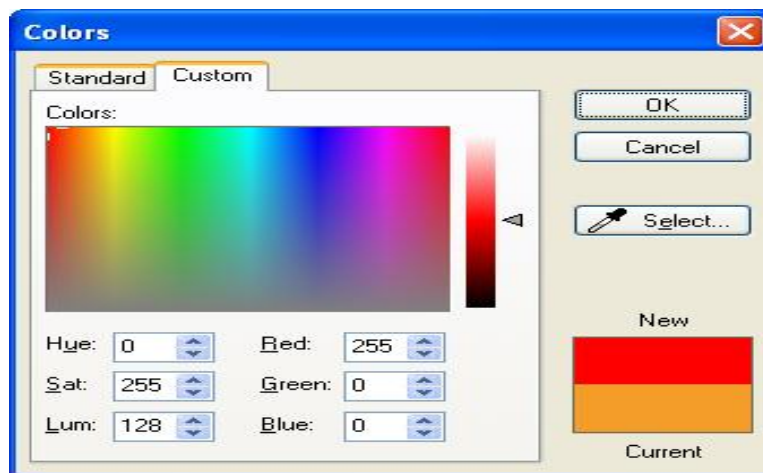 Colors
Standard Custom
Colors:
OK
Cancel
Select...
Hue: 0 Red: 255
Sat: 255 Green: 0
Lum: 128 Blue: 0
New
Current